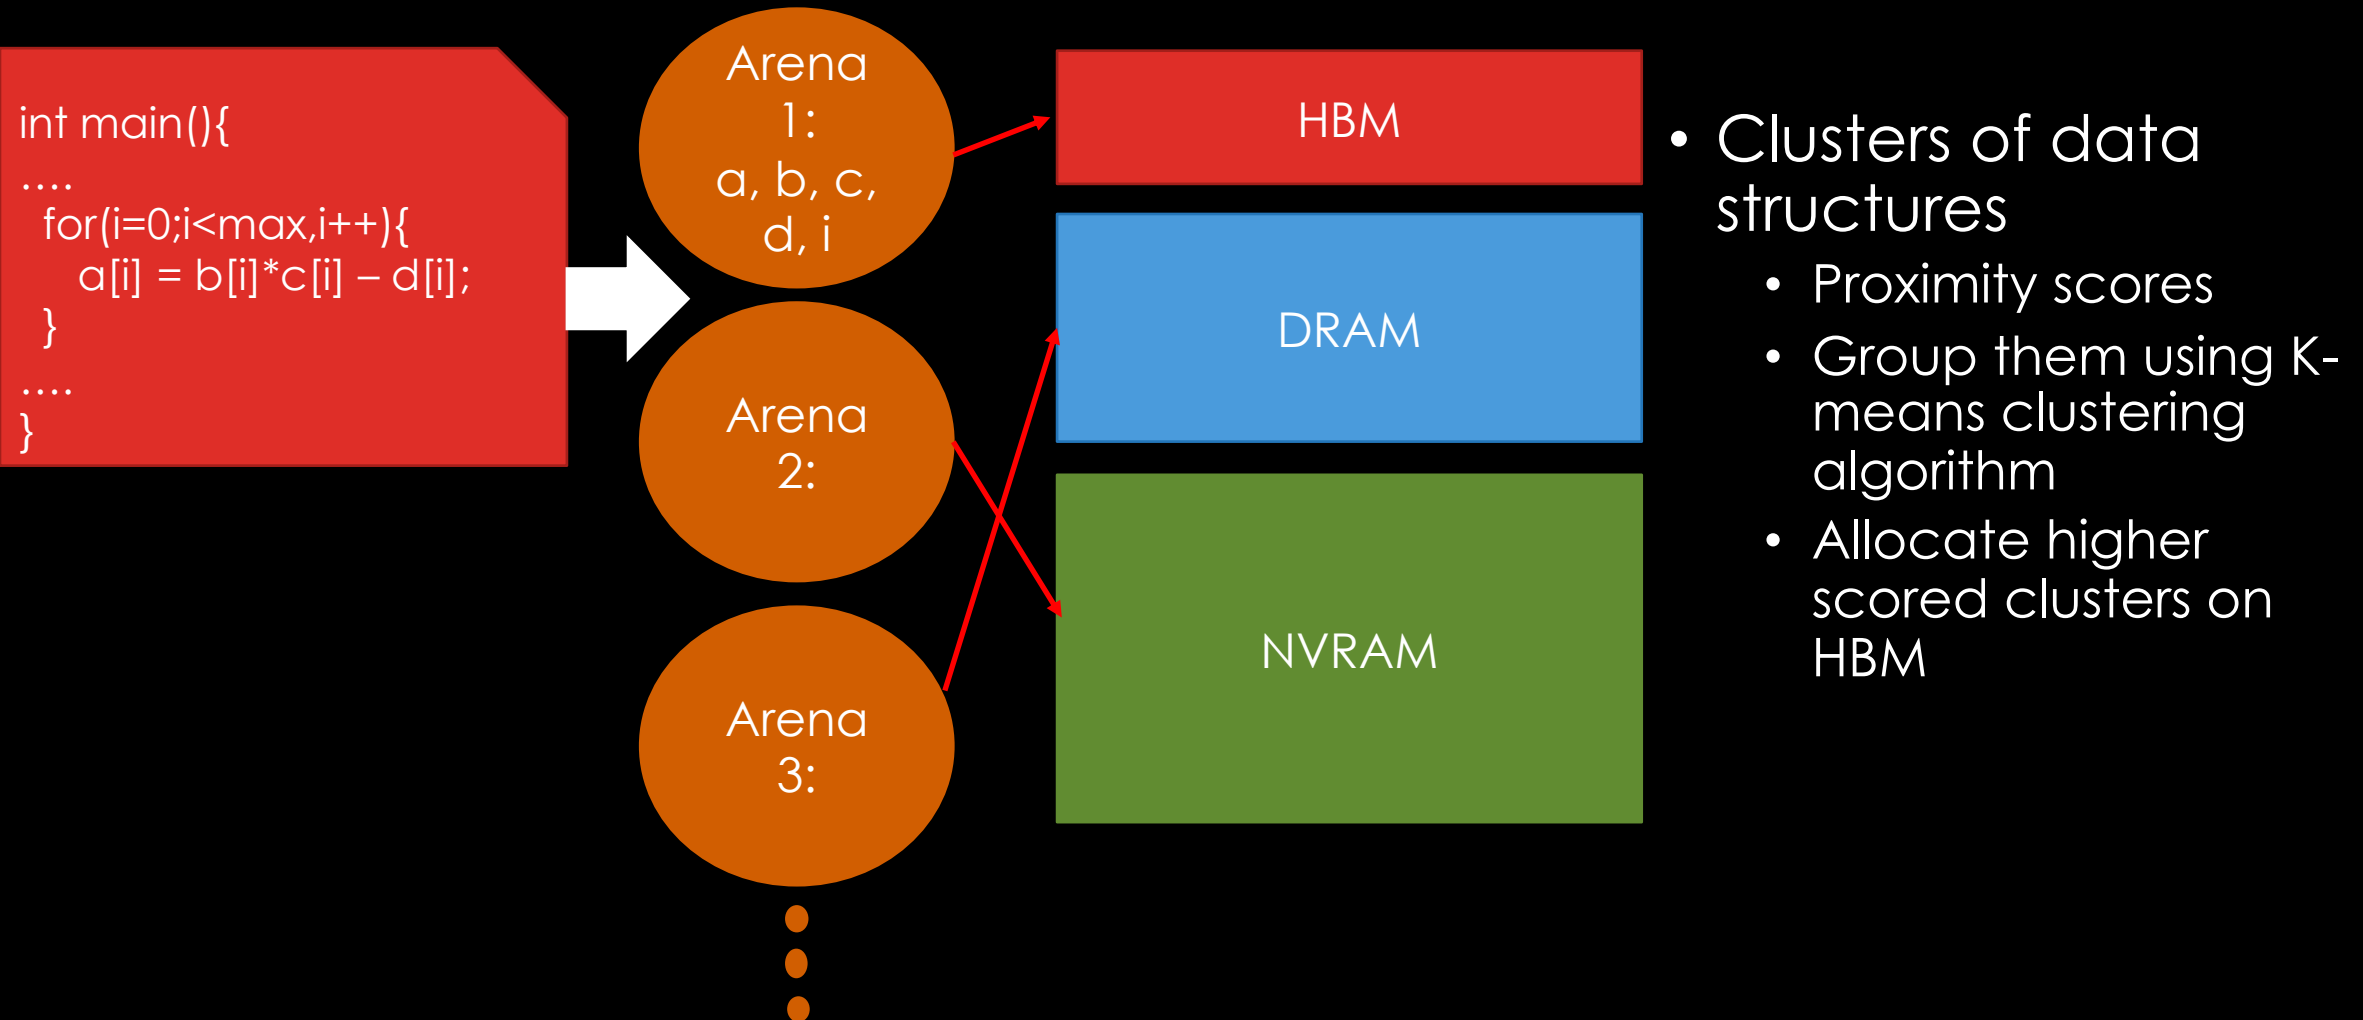 int main(){
....
for(i=0;i<max,i++){
a[i] = b[i]*c[i] – d[i];
}
....
}
Arena
1:
a, b, c,
d, i
Arena
2:
Arena
3:
HBM
DRAM
NVRAM
• Clusters of data
structures
• Proximity scores
• Group them using K-
means clustering
algorithm
• Allocate higher
scored clusters on
HBM